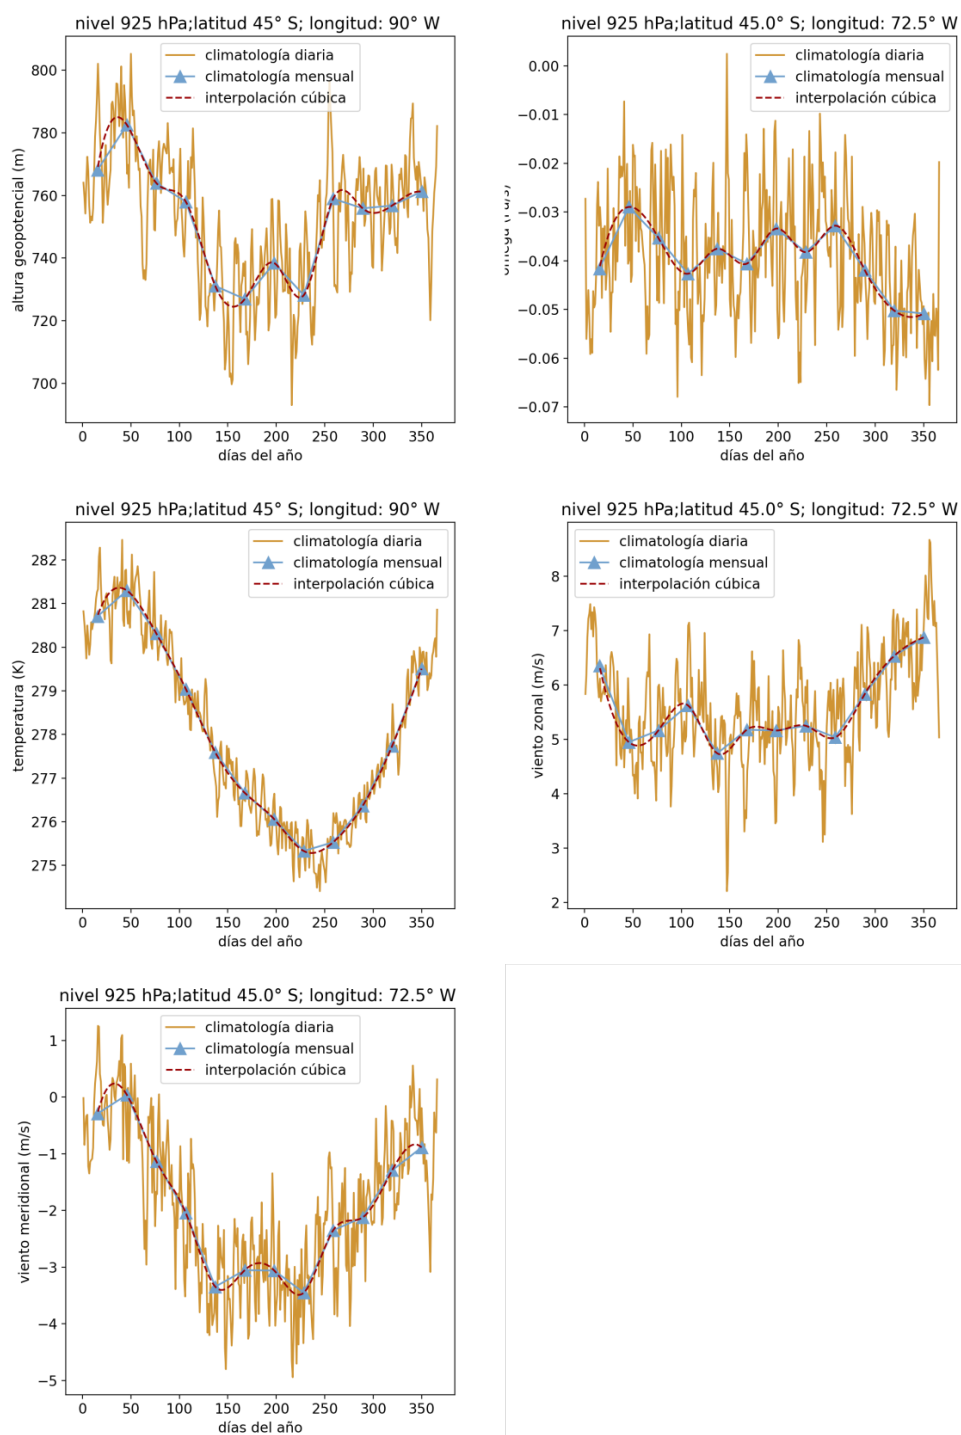 nivel 925 hPa;latitud 45° S; longitud: 90° W
climatología diaria
climatología mensual
interpolación cúbica
altura geopotencial (m)
800
780
760
740
720
700
0 50 100 150 200 250 300 350
días del año
nivel 925 hPa;latitud 45.0° S; longitud: 72.5° W
climatología diaria
climatología mensual
interpolación cúbica
0.00
−0.01
−0.02
−0.03
−0.04
−0.05
−0.06
−0.07
0 50 100 150 200 250 300 350
días del año
nivel 925 hPa;latitud 45° S; longitud: 90° W
climatología diaria
climatología mensual
interpolación cúbica
temperatura (K)
282
281
280
279
278
277
276
275
0 50 100 150 200 250 300 350
días del año
nivel 925 hPa;latitud 45.0° S; longitud: 72.5° W
climatología diaria
climatología mensual
interpolación cúbica
viento zonal (m/s)
8
7
6
5
4
3
2
0 50 100 150 200 250 300 350
días del año
nivel 925 hPa;latitud 45.0° S; longitud: 72.5° W
climatología diaria
climatología mensual
interpolación cúbica
viento meridional (m/s)
1
0
−1
−2
−3
−4
−5
0 50 100 150 200 250 300 350
días del año